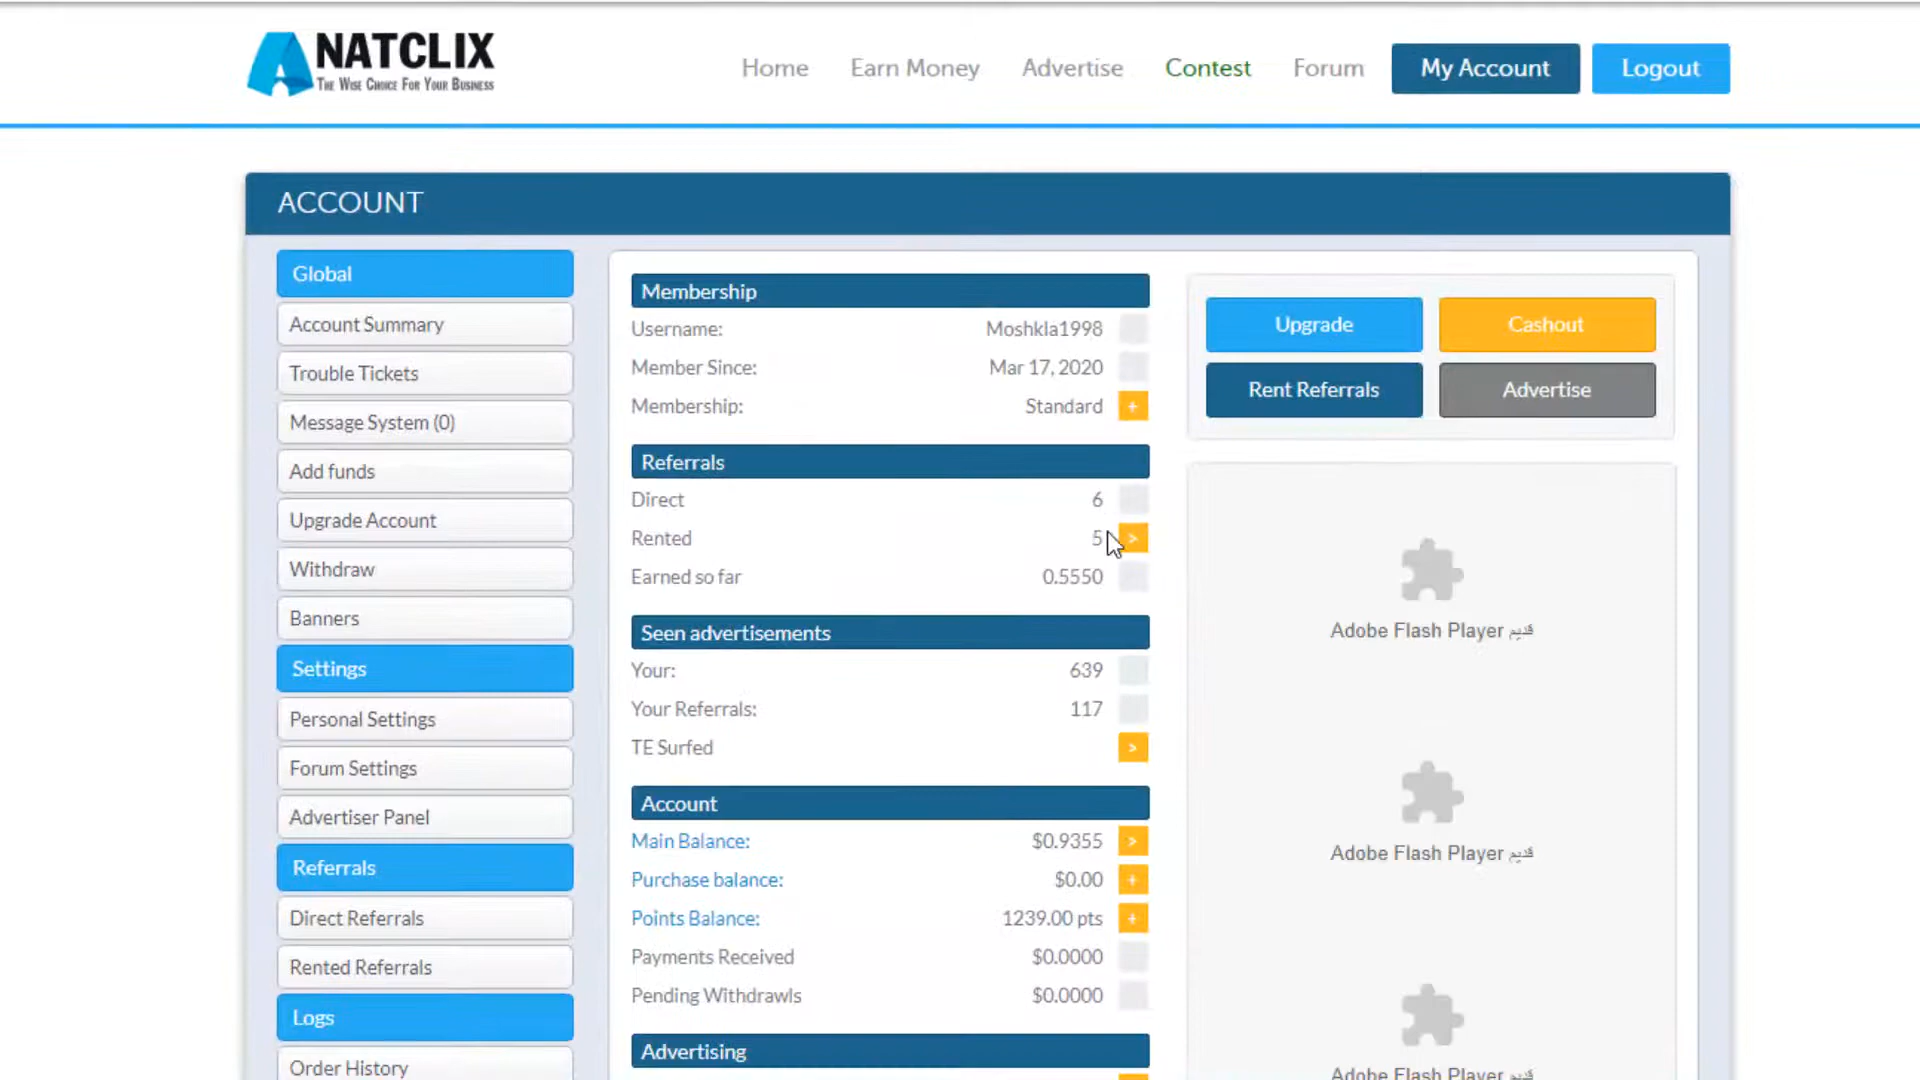 NATCLIX
THE WISE CHOICE FOR YOUR BUSINESS
Home
Earn Money
Advertise
Contest
Forum
My Account
Logout
ACCOUNT
Global
Account Summary
Trouble Tickets
Message System (0)
Add funds
Upgrade Account
Withdraw
Banners
Settings
Personal Settings
Forum Settings
Advertiser Panel
Referrals
Direct Referrals
Rented Referrals
Logs
Order History
Membership
Username: Moshkla1998
Member Since: Mar 17, 2020
Membership: Standard +
Referrals
Direct 6
Rented 5 >
Earned so far 0.5550
Seen advertisements
Your: 639
Your Referrals: 117
TE Surfed >
Account
Main Balance: $0.9355 >
Purchase balance: $0.00 +
Points Balance: 1239.00 pts +
Payments Received $0.0000
Pending Withdrawls $0.0000
Advertising
Upgrade
Cashout
Rent Referrals
Advertise
Adobe Flash Player قديم
Adobe Flash Player قديم
Adobe Flash Player قديم